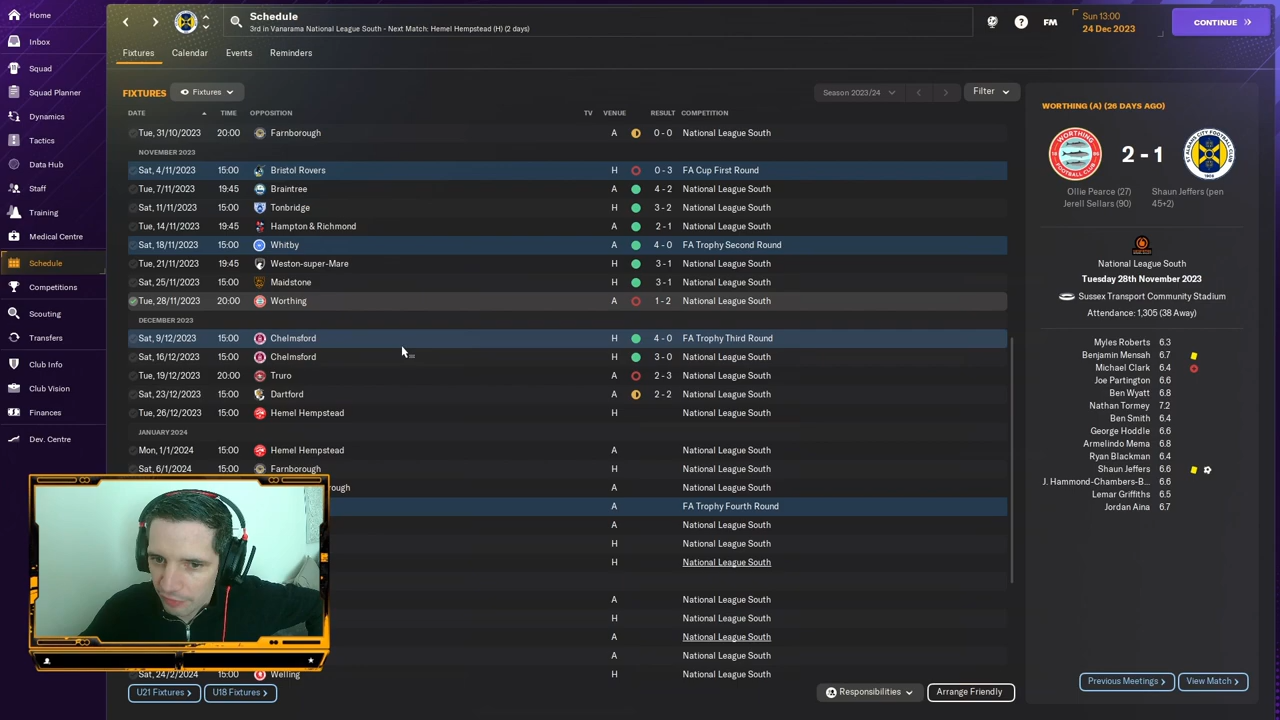 Home
Inbox
Squad
Squad Planner
Dynamics
Tactics
Data Hub
Staff
Training
Medical Centre
Schedule
Competitions
Scouting
Transfers
Club Info
Club Vision
Finances
Dev. Centre
Schedule
3rd in Vanarama National League South - Next Match: Hemel Hempstead (H) (2 days)
FM
Sun 13:00
24 Dec 2023
CONTINUE
Fixtures Calendar Events Reminders
FIXTURES Fixtures Season 2023/24 Filter
DATE TIME OPPOSITION TV VENUE RESULT COMPETITION
Tue, 31/10/2023 20:00 Farnborough A 0 - 0 National League South
NOVEMBER 2023
Sat, 4/11/2023 15:00 Bristol Rovers H 0 - 3 FA Cup First Round
Tue, 7/11/2023 19:45 Braintree A 4 - 2 National League South
Sat, 11/11/2023 15:00 Tonbridge H 3 - 2 National League South
Tue, 14/11/2023 19:45 Hampton & Richmond A 2 - 1 National League South
Sat, 18/11/2023 15:00 Whitby A 4 - 0 FA Trophy Second Round
Tue, 21/11/2023 19:45 Weston-super-Mare H 3 - 1 National League South
Sat, 25/11/2023 15:00 Maidstone H 3 - 1 National League South
Tue, 28/11/2023 20:00 Worthing A 1 - 2 National League South
DECEMBER 2023
Sat, 9/12/2023 15:00 Chelmsford H 4 - 0 FA Trophy Third Round
Sat, 16/12/2023 15:00 Chelmsford H 3 - 0 National League South
Tue, 19/12/2023 20:00 Truro A 2 - 3 National League South
Sat, 23/12/2023 15:00 Dartford A 2 - 2 National League South
Tue, 26/12/2023 15:00 Hemel Hempstead H National League South
JANUARY 2024
Mon, 1/1/2024 15:00 Hemel Hempstead A National League South
Sat, 6/1/2024 15:00 Farnborough H National League South
rough A National League South
A FA Trophy Fourth Round
A National League South
H National League South
H National League South
A National League South
H National League South
A National League South
A National League South
Sat, 24/2/2024 15:00 Welling H
U21 Fixtures U18 Fixtures Responsibilities Arrange Friendly
WORTHING (A) (26 DAYS AGO)
2 - 1
Ollie Pearce (27)
Jerell Sellars (90)
Shaun Jeffers (pen
45+2)
National League South
Tuesday 28th November 2023
Sussex Transport Community Stadium
Attendance: 1,305 (38 Away)
Myles Roberts 6.3
Benjamin Mensah 6.7
Michael Clark 6.4
Joe Partington 6.6
Ben Wyatt 6.8
Nathan Tormey 7.2
Ben Smith 6.4
George Hoddle 6.6
Armelindo Mema 6.8
Ryan Blackman 6.4
Shaun Jeffers 6.6
J. Hammond-Chambers-B... 6.6
Lemar Griffiths 6.5
Jordan Aina 6.7
Previous Meetings View Match